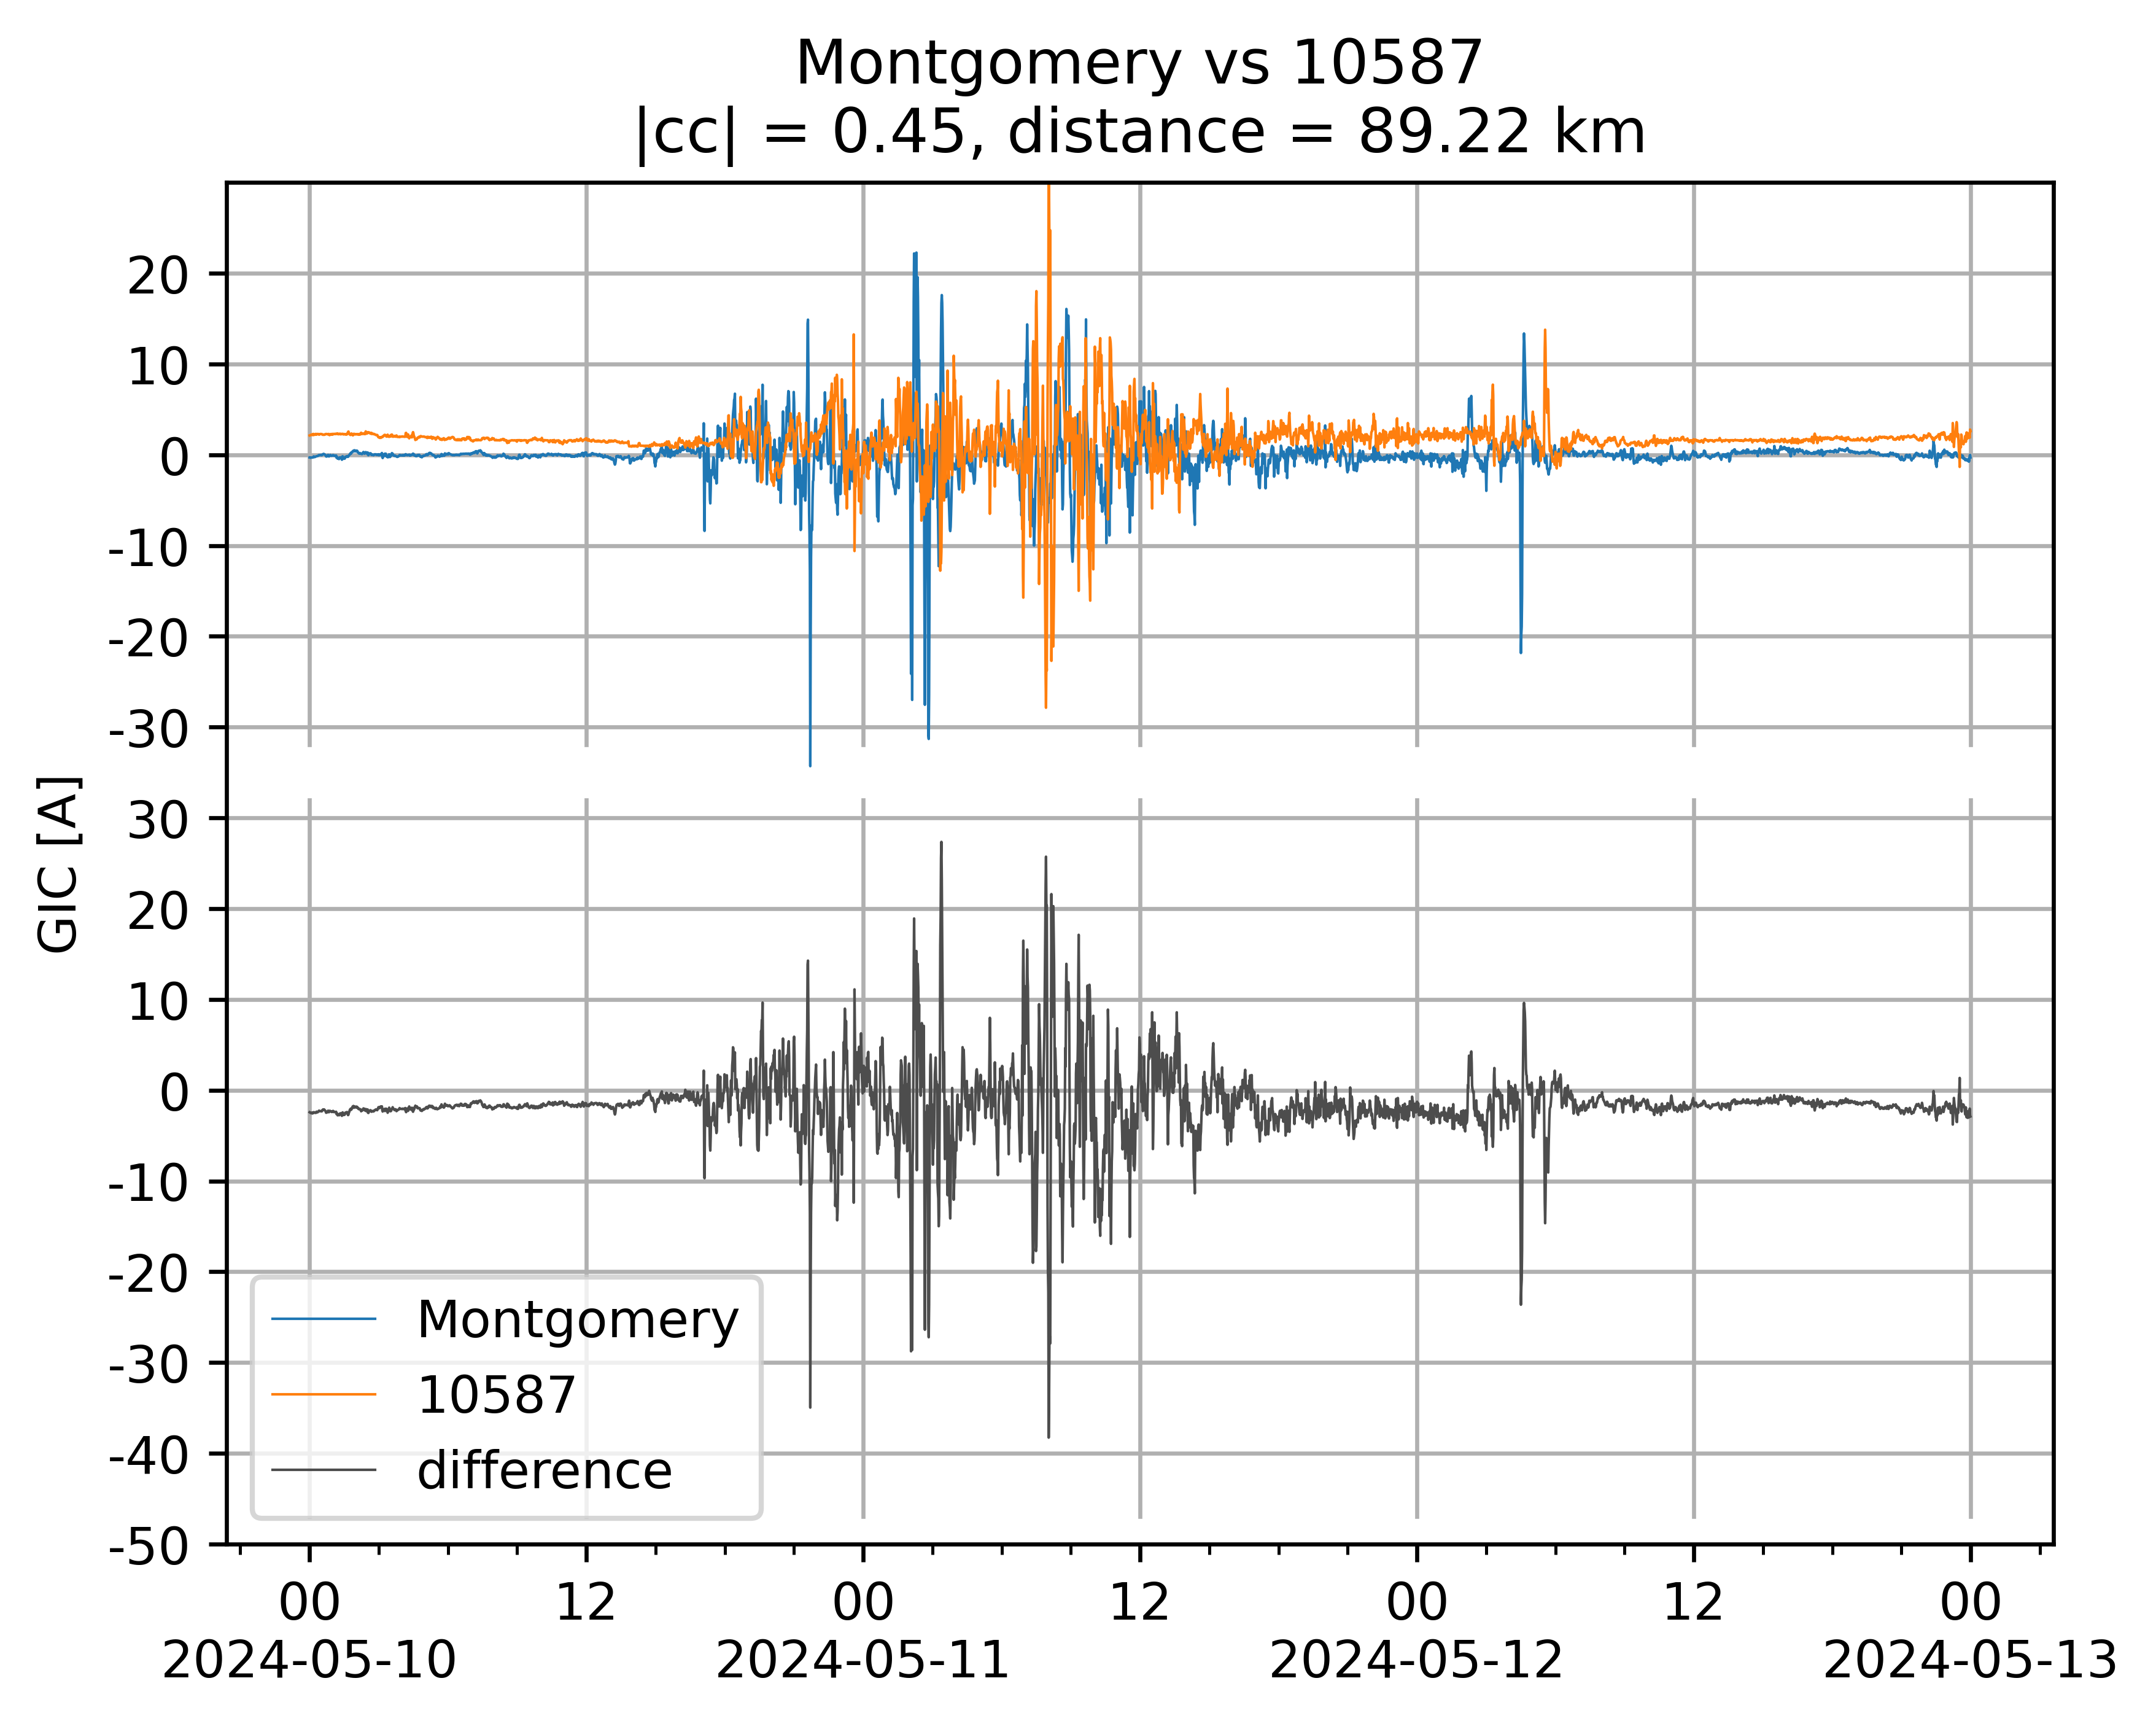 Montgomery vs 10587
|cc| = 0.45, distance = 89.22 km
GIC [A]
20
10
0
-10
-20
-30
30
20
10
0
-10
-20
-30
-40
-50
Montgomery
10587
difference
00 12 00 12 00 12 00
2024-05-10 2024-05-11 2024-05-12 2024-05-13